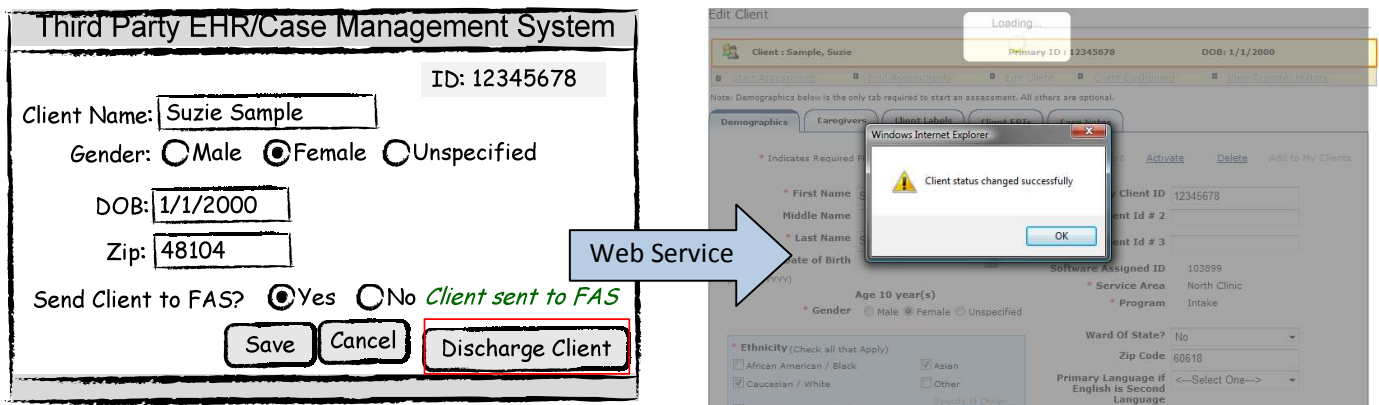 Third Party EHR/Case Management System
ID: 12345678
Client Name: Suzie Sample
Gender: Male Female Unspecified
DOB: 1/1/2000
Zip: 48104
Send Client to FAS? Yes No Client sent to FAS
Save Cancel Discharge Client
Web Service
Edit Client
Loading...
Client : Sample, Suzie Primary ID : 12345678 DOB: 1/1/2000
Start Assessment Find Assessments Edit Client Client Dashboard View Transfer History
Note: Demographics below is the only tab required to start an assessment. All others are optional.
Demographics Caregivers Client Labels Client EBTs Case Notes
Windows Internet Explorer
Client status changed successfully
OK
* Indicates Required
Activate Delete Add to My Clients
* First Name
Client ID 12345678
Middle Name
Id # 2
* Last Name
Id # 3
Date of Birth
Software Assigned ID 103899
* Service Area North Clinic
Age 10 year(s)
* Program Intake
* Gender Male Female Unspecified
Ward Of State? No
* Ethnicity (Check all that Apply)
Zip Code 60618
African American / Black Asian
Caucasian / White Other
Primary Language if English is Second Language <---Select One--->
Specify If Other